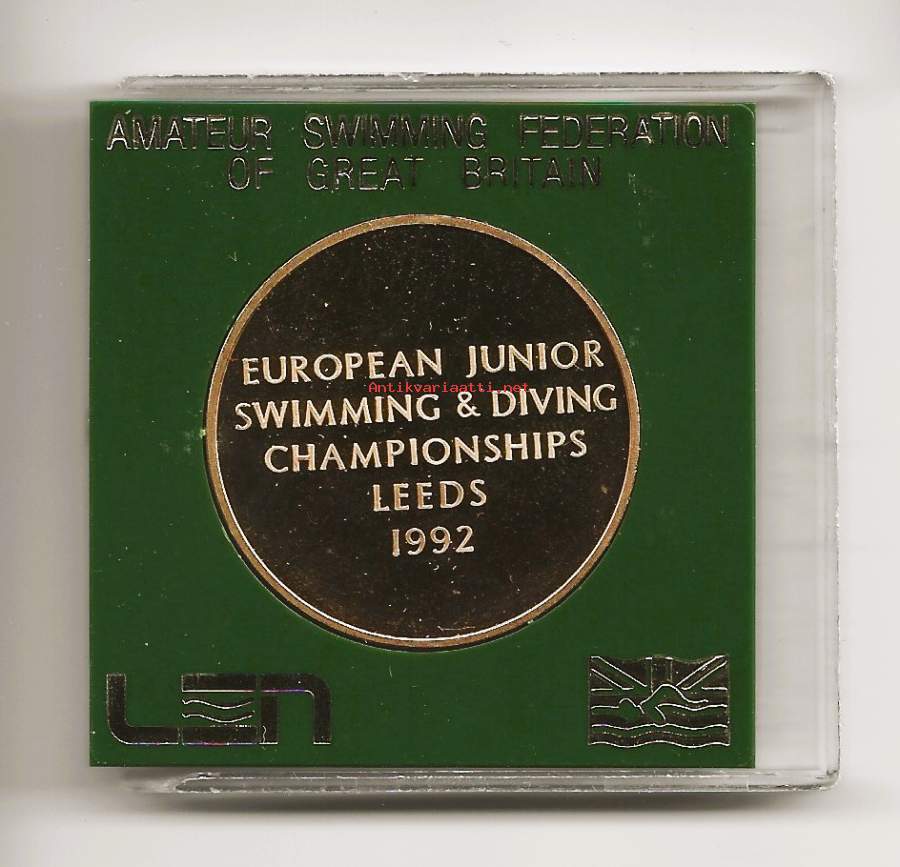 AMATEUR SWIMMING FEDERATION
OF GREAT BRITAIN
EUROPEAN JUNIOR
Antikvariaatti.net
SWIMMING & DIVING
CHAMPIONSHIPS
LEEDS
1992
LEN